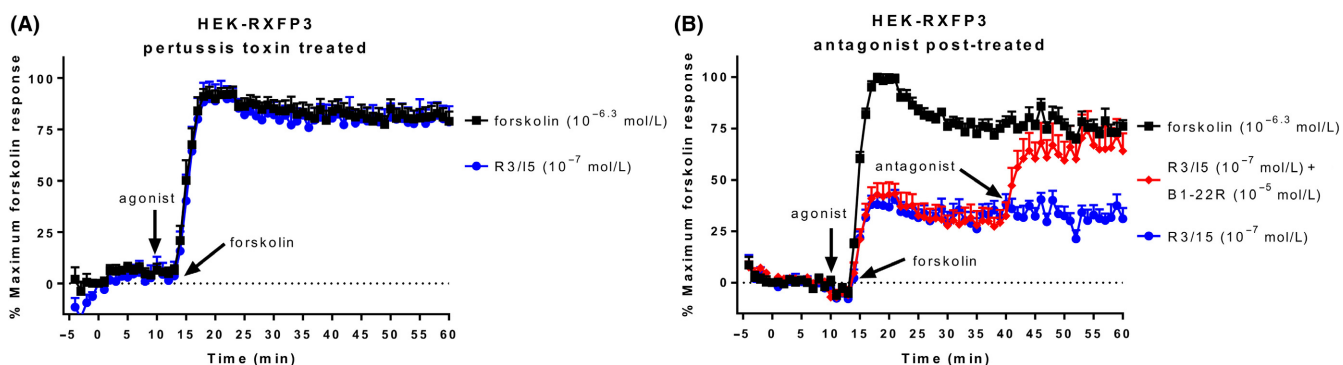 (A)
HEK-RXFP3
pertussis toxin treated
% Maximum forskolin response
100
75
50
25
0
agonist
forskolin
forskolin (10−6.3 mol/L)
R3/I5 (10−7 mol/L)
−5 0 5 10 15 20 25 30 35 40 45 50 55 60
Time (min)
(B)
HEK-RXFP3
antagonist post-treated
% Maximum forskolin response
100
75
50
25
0
antagonist
agonist
forskolin
forskolin (10−6.3 mol/L)
R3/I5 (10−7 mol/L) +
B1-22R (10−5 mol/L)
R3/15 (10−7 mol/L)
−5 0 5 10 15 20 25 30 35 40 45 50 55 60
Time (min)